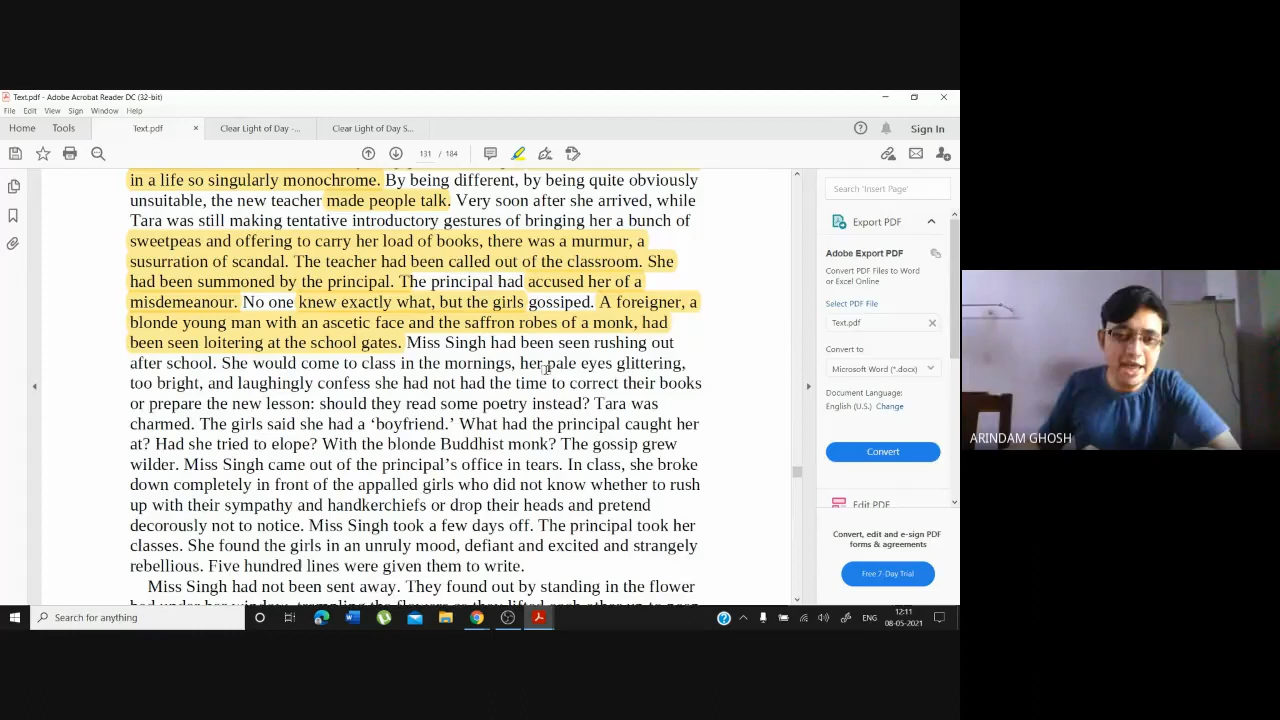 Text.pdf - Adobe Acrobat Reader DC (32-bit)
File Edit View Sign Window Help
Home Tools Text.pdf × Clear Light of Day -... Clear Light of Day S... Sign In
131 / 184
in a life so singularly monochrome. By being different, by being quite obviously
unsuitable, the new teacher made people talk. Very soon after she arrived, while
Tara was still making tentative introductory gestures of bringing her a bunch of
sweetpeas and offering to carry her load of books, there was a murmur, a
susurration of scandal. The teacher had been called out of the classroom. She
had been summoned by the principal. The principal had accused her of a
misdemeanour. No one knew exactly what, but the girls gossiped. A foreigner, a
blonde young man with an ascetic face and the saffron robes of a monk, had
been seen loitering at the school gates. Miss Singh had been seen rushing out
after school. She would come to class in the mornings, her pale eyes glittering,
too bright, and laughingly confess she had not had the time to correct their books
or prepare the new lesson: should they read some poetry instead? Tara was
charmed. The girls said she had a ‘boyfriend.’ What had the principal caught her
at? Had she tried to elope? With the blonde Buddhist monk? The gossip grew
wilder. Miss Singh came out of the principal’s office in tears. In class, she broke
down completely in front of the appalled girls who did not know whether to rush
up with their sympathy and handkerchiefs or drop their heads and pretend
decorously not to notice. Miss Singh took a few days off. The principal took her
classes. She found the girls in an unruly mood, defiant and excited and strangely
rebellious. Five hundred lines were given them to write.
Miss Singh had not been sent away. They found out by standing in the flower
Search 'Insert Page'
Export PDF
Adobe Export PDF
Convert PDF Files to Word
or Excel Online
Select PDF File
Text.pdf
Convert to
Microsoft Word (*.docx)
Document Language:
English (U.S.) Change
Convert
Edit PDF
Convert, edit and e-sign PDF
forms & agreements
Free 7-Day Trial
ARINDAM GHOSH
Search for anything
ENG
12:11
08-05-2021